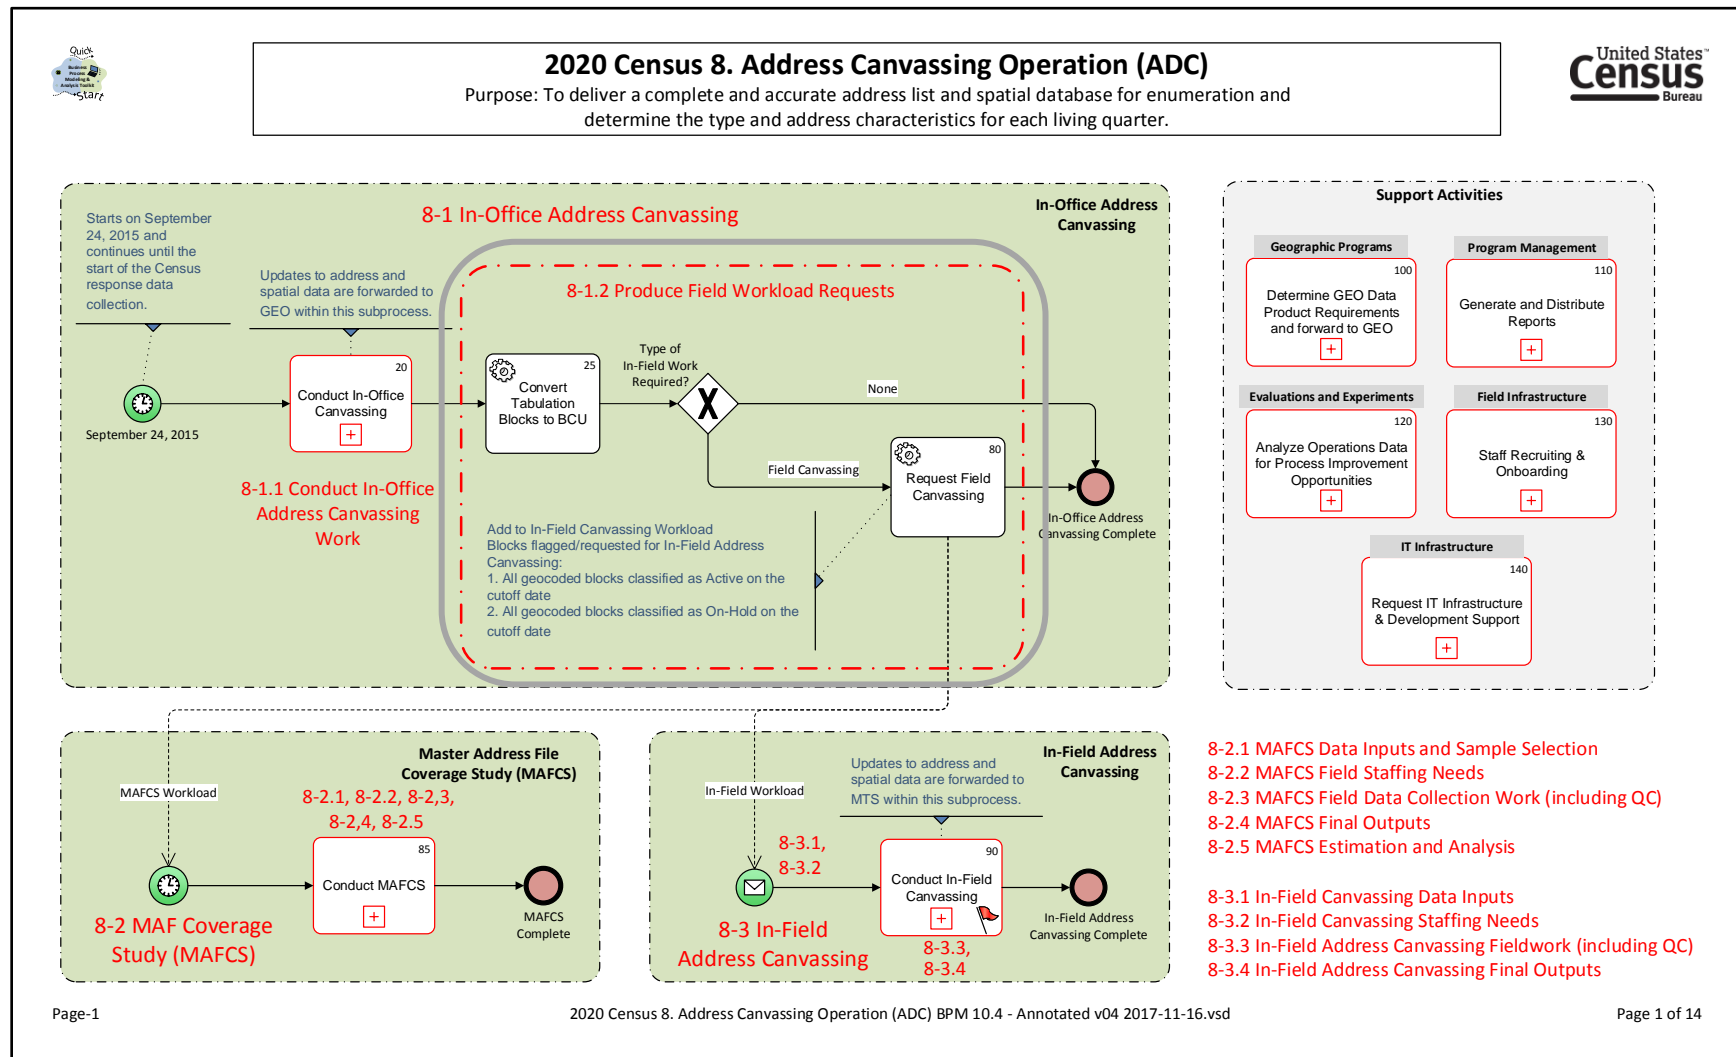 Quick
Business
Process
Modeling &
Analysis Toolkit
Start
2020 Census 8. Address Canvassing Operation (ADC)
Purpose: To deliver a complete and accurate address list and spatial database for enumeration and
determine the type and address characteristics for each living quarter.
United States™
Census
Bureau
In-Office Address
Canvassing
8-1 In-Office Address Canvassing
Starts on September
24, 2015 and
continues until the
start of the Census
response data
collection.
Updates to address and
spatial data are forwarded to
GEO within this subprocess.
8-1.2 Produce Field Workload Requests
September 24, 2015
20
Conduct In-Office
Canvassing
8-1.1 Conduct In-Office
Address Canvassing
Work
25
Convert
Tabulation
Blocks to BCU
Type of
In-Field Work
Required?
X
None
Field Canvassing
80
Request Field
Canvassing
In-Office Address
Canvassing Complete
Add to In-Field Canvassing Workload
Blocks flagged/requested for In-Field Address
Canvassing:
1. All geocoded blocks classified as Active on the
cutoff date
2. All geocoded blocks classified as On-Hold on the
cutoff date
Support Activities
Geographic Programs
100
Determine GEO Data
Product Requirements
and forward to GEO
Program Management
110
Generate and Distribute
Reports
Evaluations and Experiments
120
Analyze Operations Data
for Process Improvement
Opportunities
Field Infrastructure
130
Staff Recruiting &
Onboarding
IT Infrastructure
140
Request IT Infrastructure
& Development Support
Master Address File
Coverage Study (MAFCS)
MAFCS Workload
8-2.1, 8-2.2, 8-2,3,
8-2,4, 8-2.5
85
Conduct MAFCS
MAFCS
Complete
8-2 MAF Coverage
Study (MAFCS)
In-Field Address
Canvassing
In-Field Workload
Updates to address and
spatial data are forwarded to
MTS within this subprocess.
8-3.1,
8-3.2
90
Conduct In-Field
Canvassing
In-Field Address
Canvassing Complete
8-3 In-Field
Address Canvassing
8-3.3,
8-3.4
8-2.1 MAFCS Data Inputs and Sample Selection
8-2.2 MAFCS Field Staffing Needs
8-2.3 MAFCS Field Data Collection Work (including QC)
8-2.4 MAFCS Final Outputs
8-2.5 MAFCS Estimation and Analysis
8-3.1 In-Field Canvassing Data Inputs
8-3.2 In-Field Canvassing Staffing Needs
8-3.3 In-Field Address Canvassing Fieldwork (including QC)
8-3.4 In-Field Address Canvassing Final Outputs
Page-1
2020 Census 8. Address Canvassing Operation (ADC) BPM 10.4 - Annotated v04 2017-11-16.vsd
Page 1 of 14